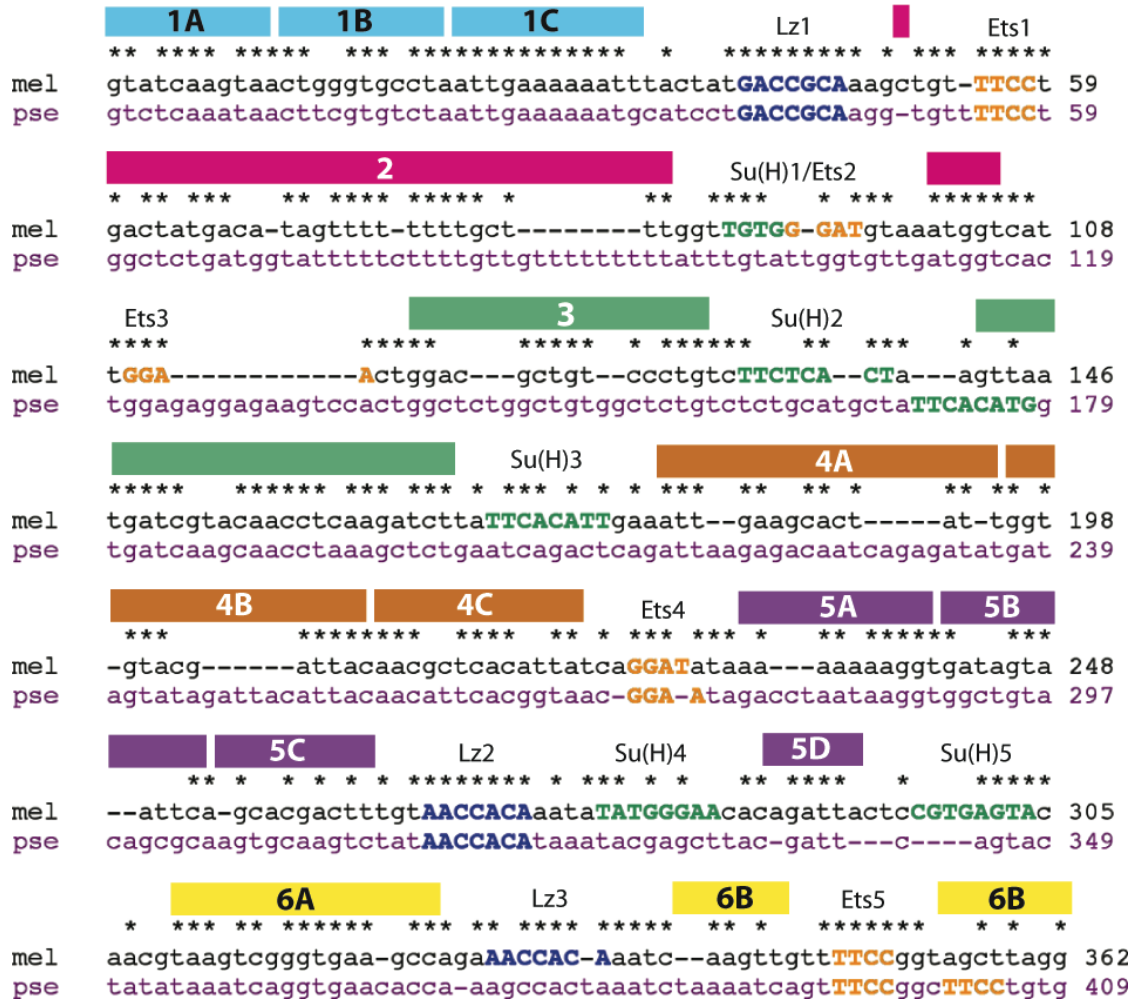 1A 1B 1C Lz1 Ets1
** **** **** ** *** **** ******* * ********* * *** *****
mel gtatcaagtaactgggtgcctaattgaaaaaatttactatGACCGCAaagctgt-TTCCt 59
pse gtctcaaataacttcgtgtctaattgaaaaaatgcatcctGACCGCAagg-tgttTTCCt 59
2 Su(H)1/Ets2
* ** *** *** ** **** ***** * ** **** * *** *******
mel gactatgaca-tagtttt-ttttgct--------ttggtTGTGG-GATgtaaatggtcat 108
pse ggctctgatggtatttttcttttgttgtttttttttatttgtattggtgttgatggtcac 119
Ets3 3 Su(H)2
**** ***** ***** ** ****** ** *** * *
mel tGGA------------Actggac---gctgt--ccctgtcTTCTCA--CTa---agttaa 146
pse tggagaggagaagtccactggctctggctgtggctctgtctctgcatgctaTTCACATGg 179
Su(H)3 4A
***** ****** *** *** * *** * * * **** ** ** * ** ** *
mel tgatcgtacaacctcaagatcttaTTCACATTgaaatt--gaagcact-----at-tggt 198
pse tgatcaagcaacctaaagctctgaatcagactcagattaagagacaatcagagatatgat 239
4B 4C Ets4 5A 5B
*** ******** **** ** * *** *** ** * ** ****** ** ***
mel -gtacg------attacaacgctcacattatcaGGATataaa---aaaaaggtgatagta 248
pse agtatagattacattacaacattcacggtaac-GGA-Atagacctaataaggtggctgta 297
5C Lz2 Su(H)4 5D Su(H)5
** * * * * * ******** * *** * * ** **** * *****
mel --attca-gcacgactttgtAACCACAaataTATGGGAAcacagattactcCGTGAGTAc 305
pse cagcgcaagtgcaagtctatAACCACAtaaatacgagcttac-gatt---c----agtac 349
6A Lz3 6B Ets5 6B
* **** ** ****** *** ** **** ***** ** * ******* * * *
mel aacgtaagtcgggtgaa-gccagaAACCAC-Aaatc--aagttgttTTCCggtagcttagg 362
pse tatataaatcaggtgaacacca-aagccactaaatctaaaatcagtTTCCggcTTCCtgtg 409